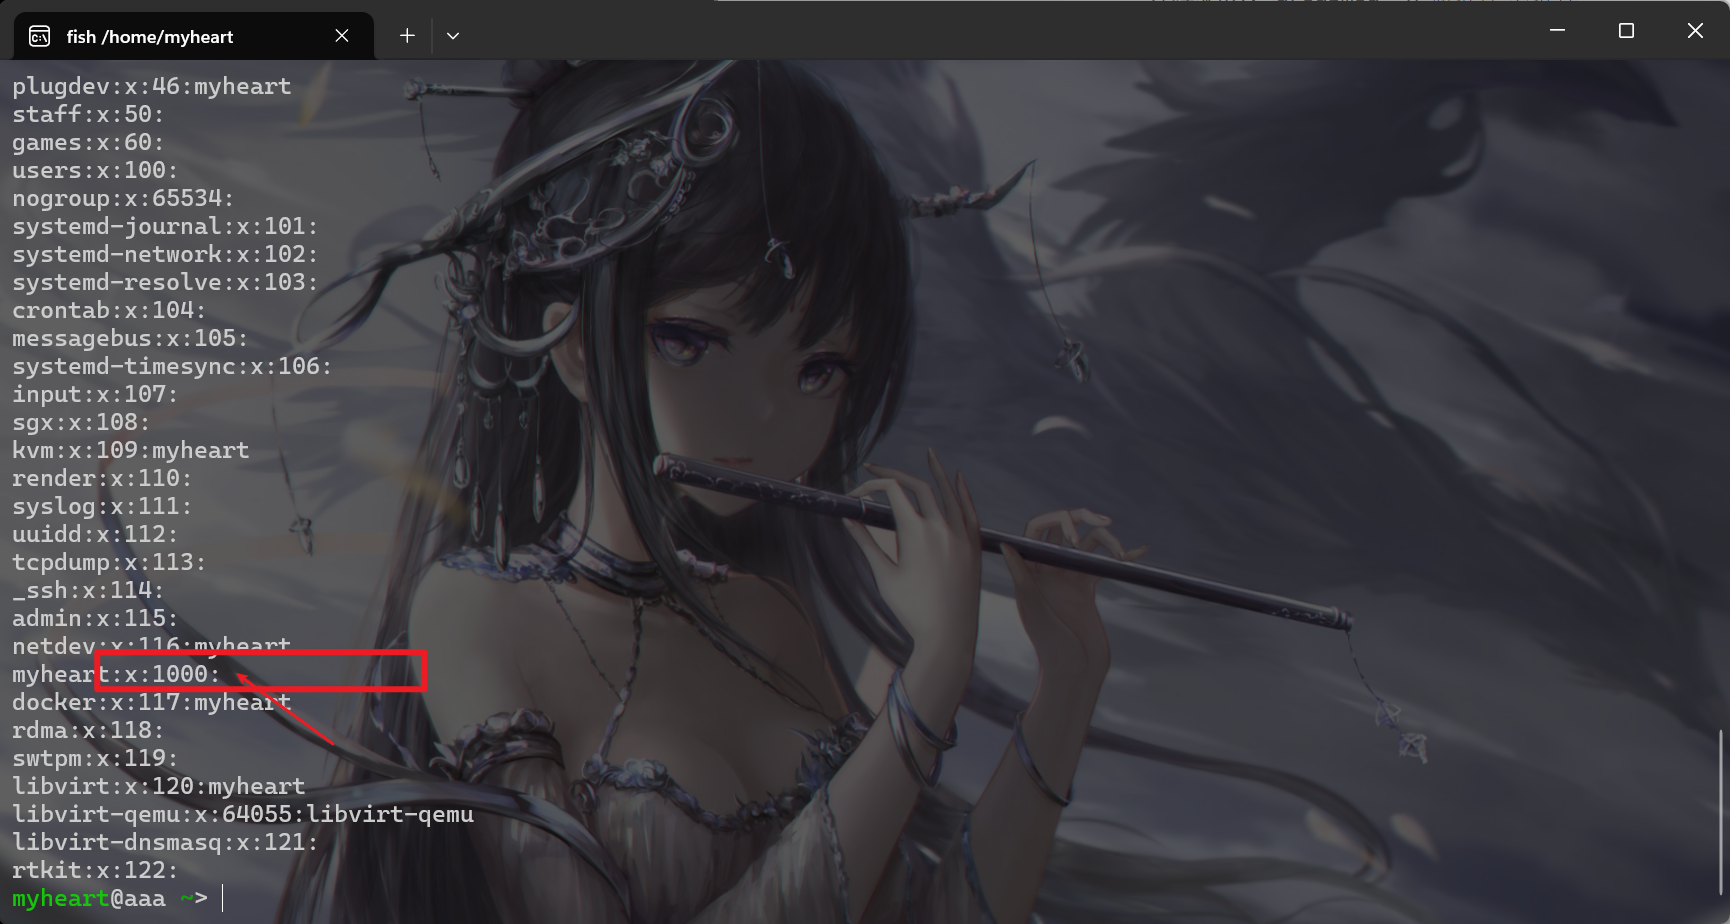 fish /home/myheart
plugdev:x:46:myheart
staff:x:50:
games:x:60:
users:x:100:
nogroup:x:65534:
systemd-journal:x:101:
systemd-network:x:102:
systemd-resolve:x:103:
crontab:x:104:
messagebus:x:105:
systemd-timesync:x:106:
input:x:107:
sgx:x:108:
kvm:x:109:myheart
render:x:110:
syslog:x:111:
uuidd:x:112:
tcpdump:x:113:
_ssh:x:114:
admin:x:115:
netdev:x:116:myheart
myheart:x:1000:
docker:x:117:myheart
rdma:x:118:
swtpm:x:119:
libvirt:x:120:myheart
libvirt-qemu:x:64055:libvirt-qemu
libvirt-dnsmasq:x:121:
rtkit:x:122:
myheart@aaa ~>